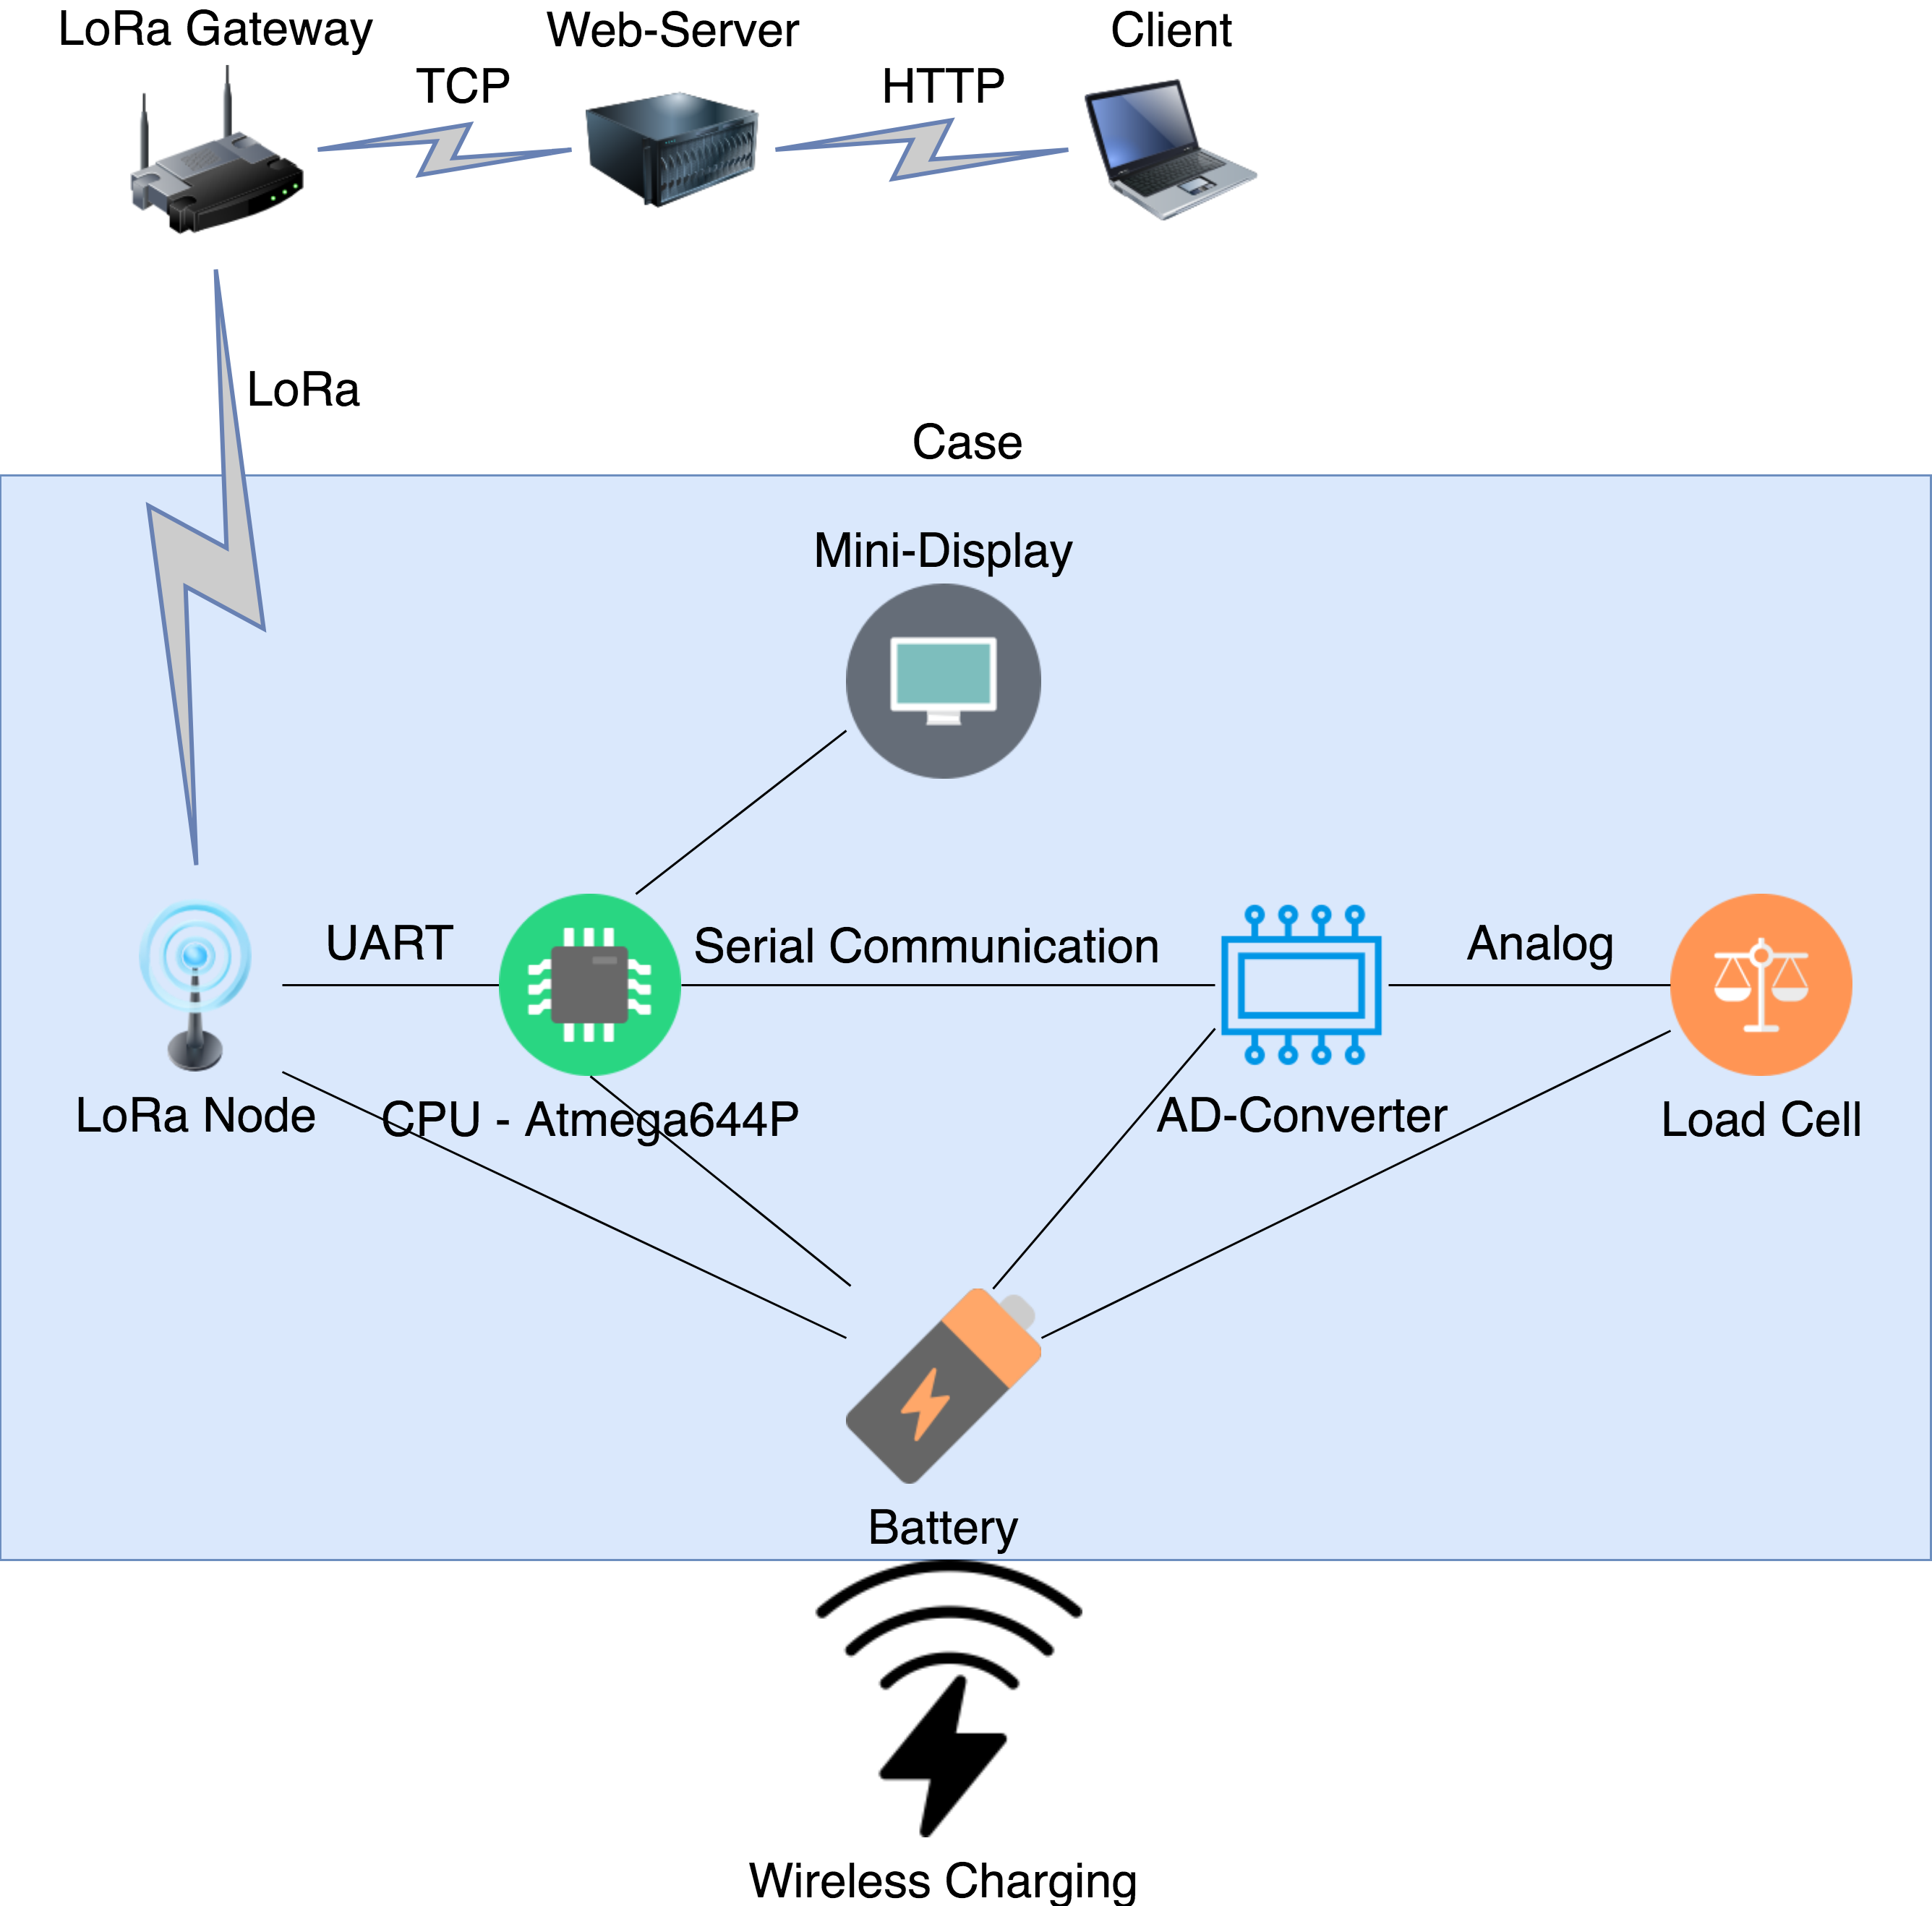 LoRa Gateway
Web-Server
Client
TCP
HTTP
LoRa
Case
Mini-Display
UART
Serial Communication
Analog
LoRa Node
CPU - Atmega644P
AD-Converter
Load Cell
Battery
Wireless Charging